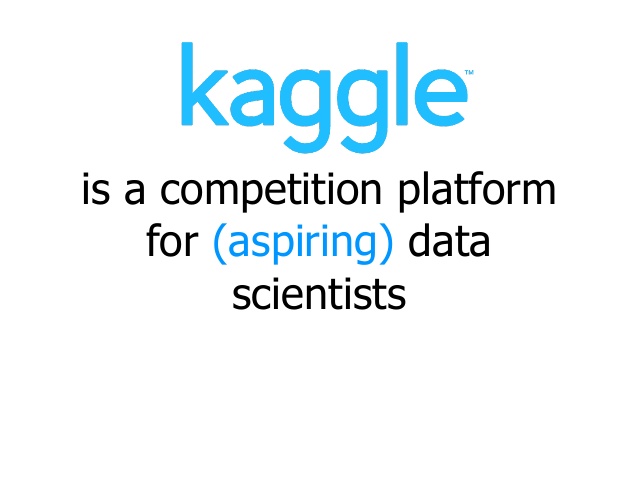 kaggle™
is a competition platform
for (aspiring) data
scientists